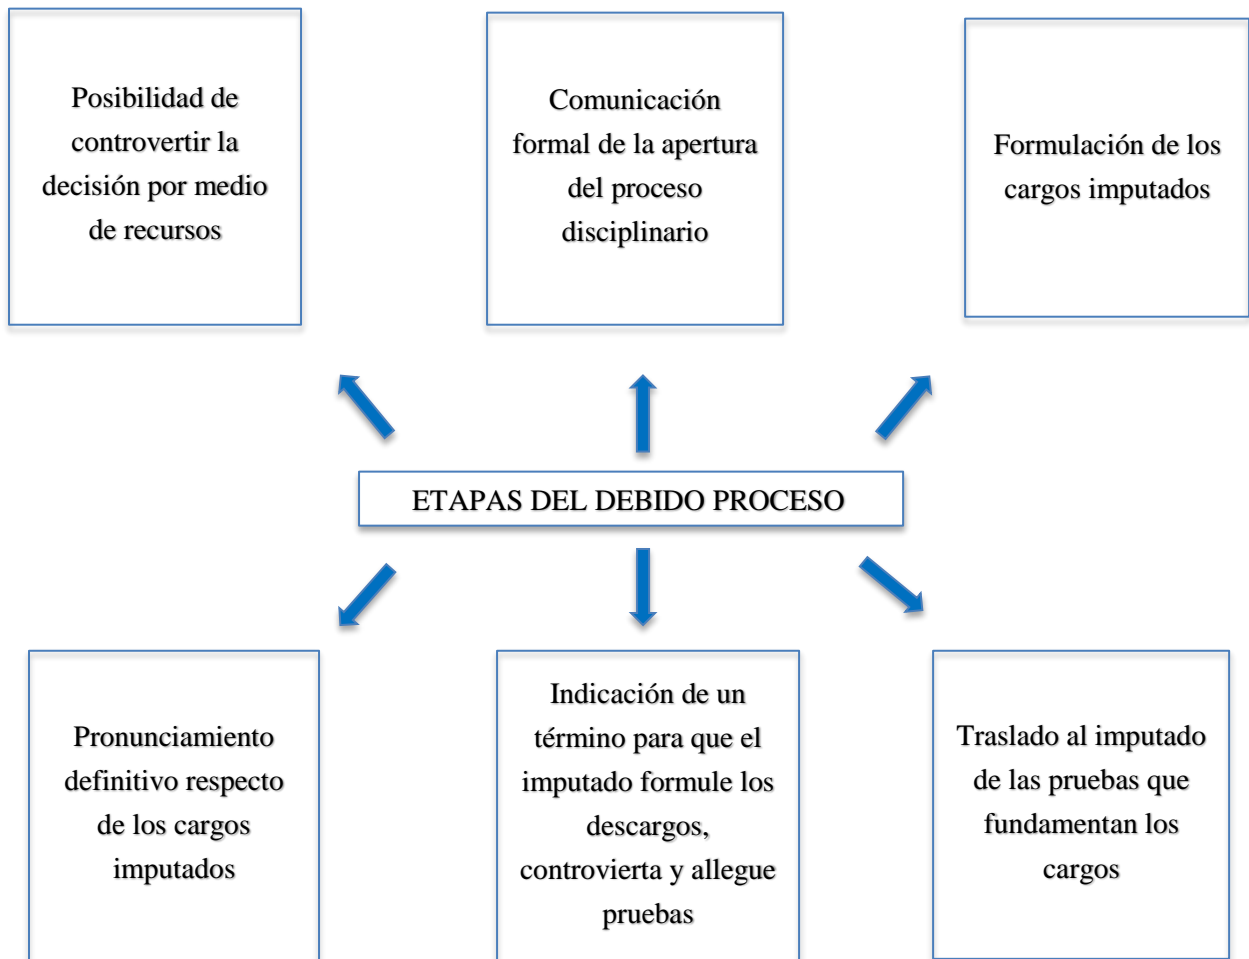 Posibilidad de
controvertir la
decisión por medio
de recursos
Comunicación
formal de la apertura
del proceso
disciplinario
Formulación de los
cargos imputados
ETAPAS DEL DEBIDO PROCESO
Pronunciamiento
definitivo respecto
de los cargos
imputados
Indicación de un
término para que el
imputado formule los
descargos,
controvierta y allegue
pruebas
Traslado al imputado
de las pruebas que
fundamentan los
cargos